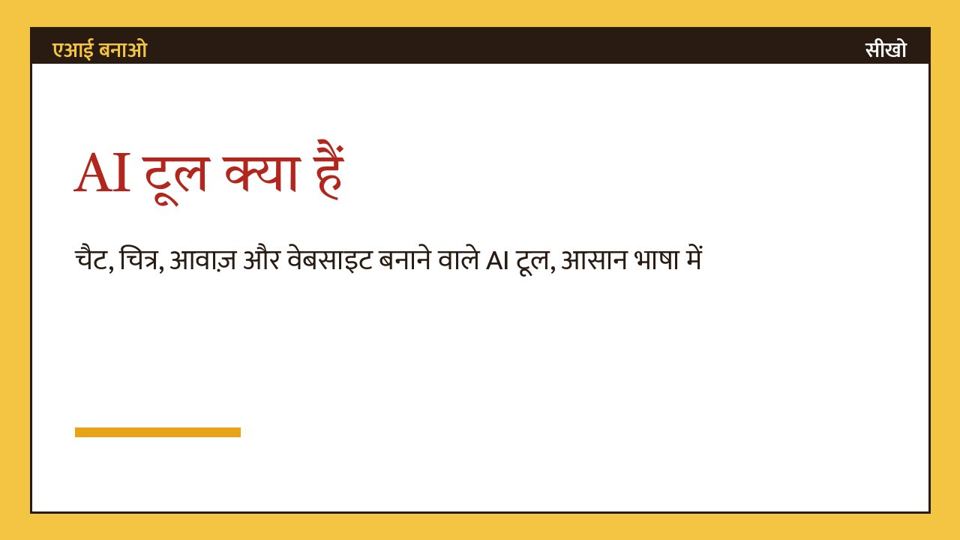 एआई बनाओ
सीखो
AI टूल क्या हैं
चैट, चित्र, आवाज़ और वेबसाइट बनाने वाले AI टूल, आसान भाषा में